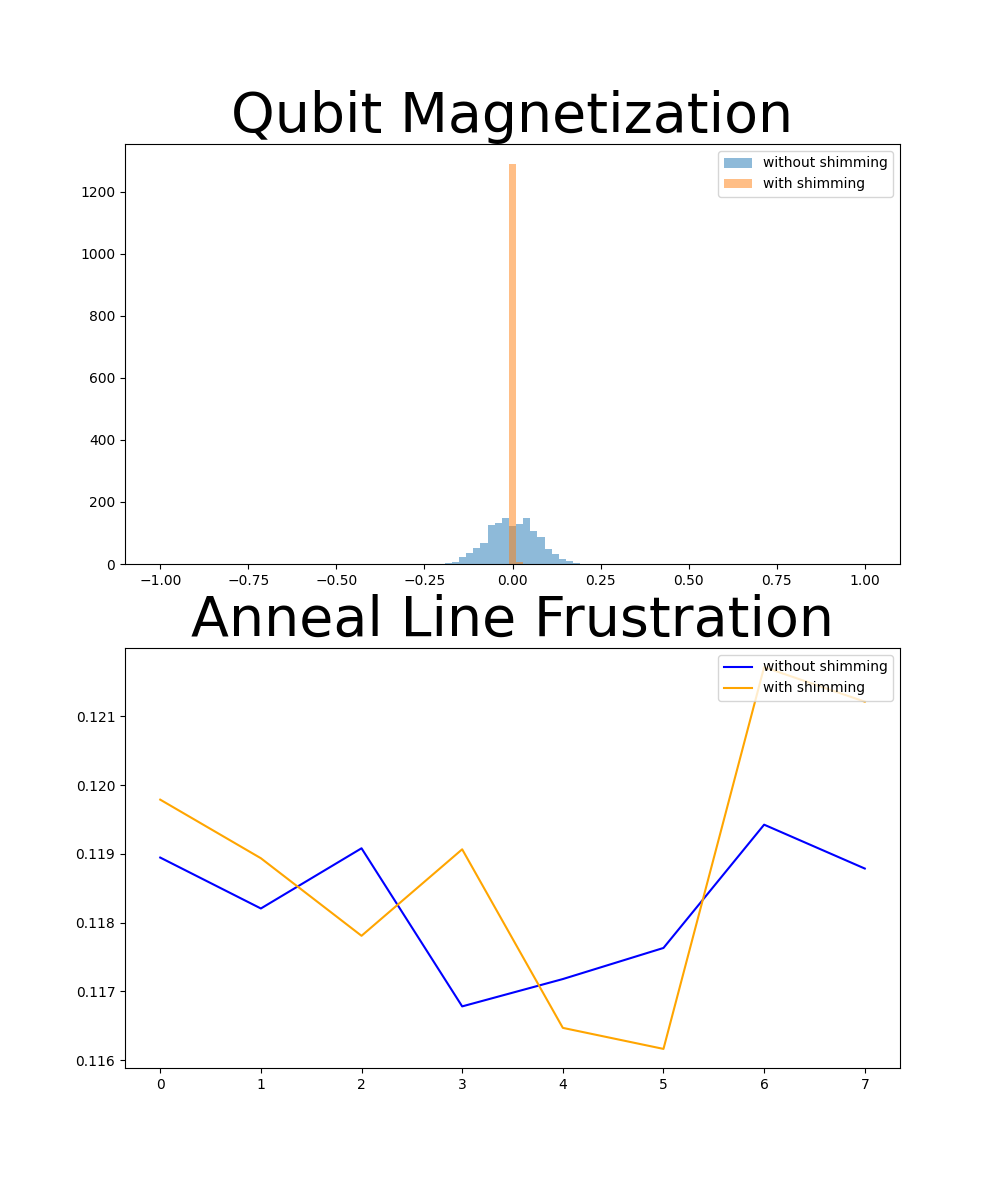 Qubit Magnetization
without shimming
with shimming
1200
1000
800
600
400
200
0
−1.00 −0.75 −0.50 −0.25 0.00 0.25 0.50 0.75 1.00
Anneal Line Frustration
without shimming
with shimming
0.121
0.120
0.119
0.118
0.117
0.116
0 1 2 3 4 5 6 7